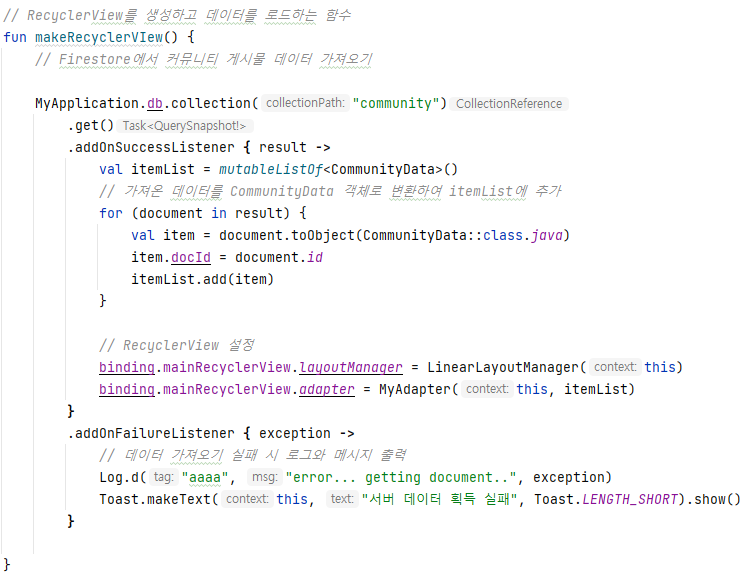 // RecyclerView를 생성하고 데이터를 로드하는 함수
fun makeRecyclerVIew() {
// Firestore에서 커뮤니티 게시물 데이터 가져오기
MyApplication.db.collection( collectionPath: "community") CollectionReference
.get() Task<QuerySnapshot!>
.addOnSuccessListener { result ->
val itemList = mutableListOf<CommunityData>()
// 가져온 데이터를 CommunityData 객체로 변환하여 itemList에 추가
for (document in result) {
val item = document.toObject(CommunityData::class.java)
item.docId = document.id
itemList.add(item)
}
// RecyclerView 설정
binding.mainRecyclerView.layoutManager = LinearLayoutManager( context: this)
binding.mainRecyclerView.adapter = MyAdapter( context: this, itemList)
}
.addOnFailureListener { exception ->
// 데이터 가져오기 실패 시 로그와 메시지 출력
Log.d( tag: "aaaa", msg: "error... getting document..", exception)
Toast.makeText( context: this, text: "서버 데이터 획득 실패", Toast.LENGTH_SHORT).show()
}
}